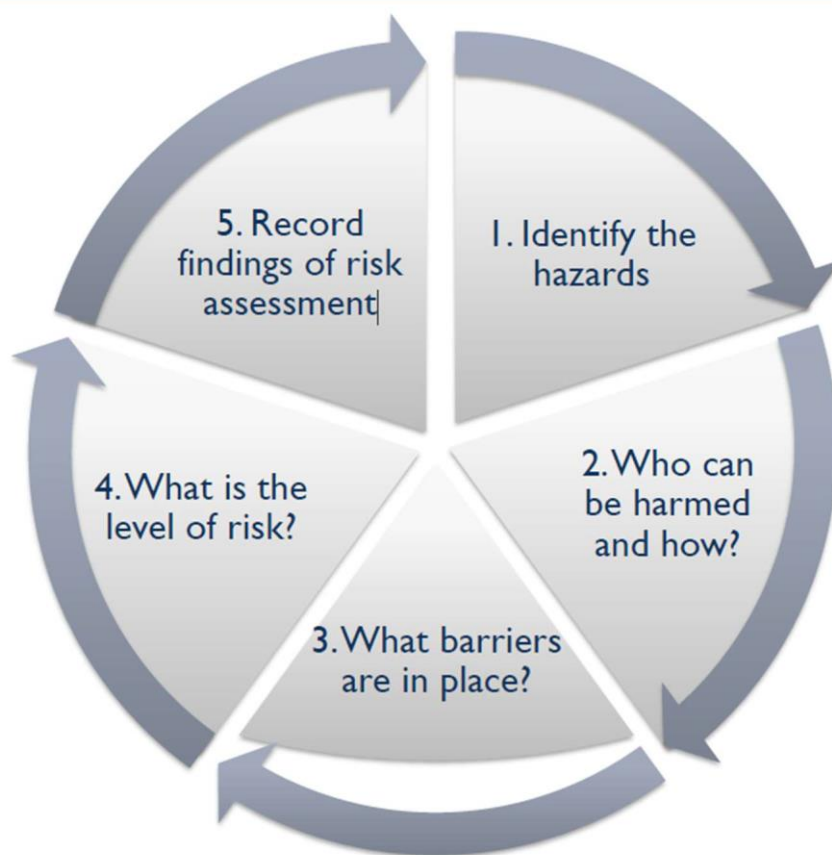 1. Identify the
hazards
2. Who can
be harmed
and how?
3. What barriers
are in place?
4. What is the
level of risk?
5. Record
findings of risk
assessment